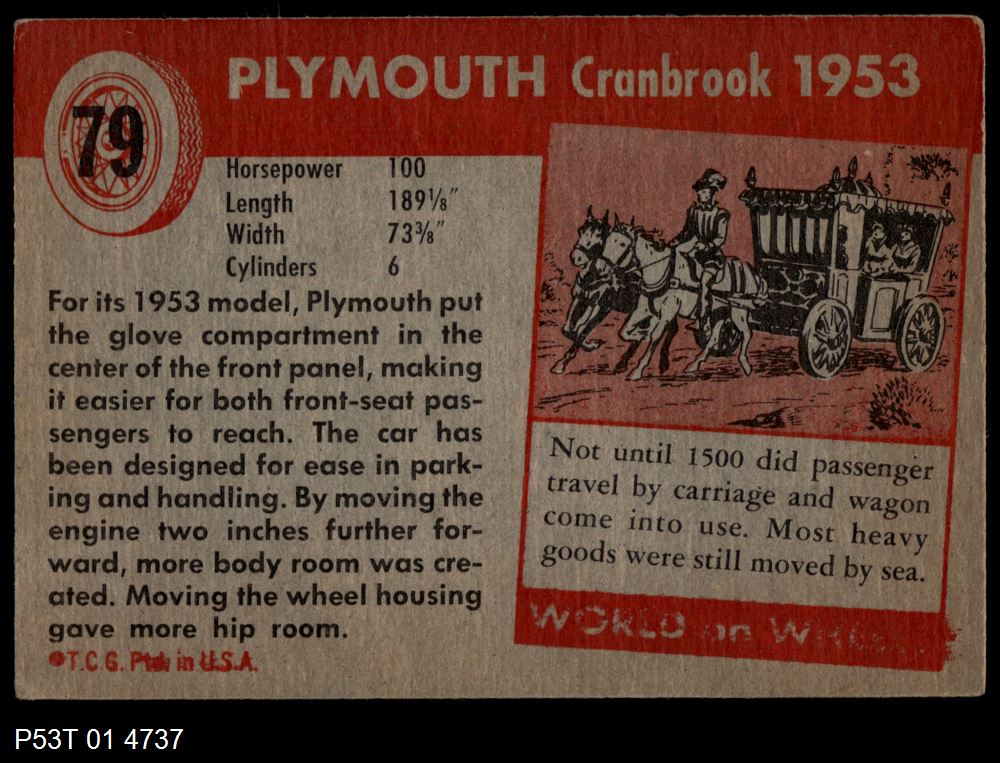 79
PLYMOUTH Cranbrook 1953
Horsepower 100
Length 189⅛"
Width 73⅜"
Cylinders 6
For its 1953 model, Plymouth put
the glove compartment in the
center of the front panel, making
it easier for both front-seat pas-
sengers to reach. The car has
been designed for ease in park-
ing and handling. By moving the
engine two inches further for-
ward, more body room was cre-
ated. Moving the wheel housing
gave more hip room.
©T.C.G. Ptd. in U.S.A.
Not until 1500 did passenger
travel by carriage and wagon
come into use. Most heavy
goods were still moved by sea.
WORLD on WHEELS
P53T 01 4737